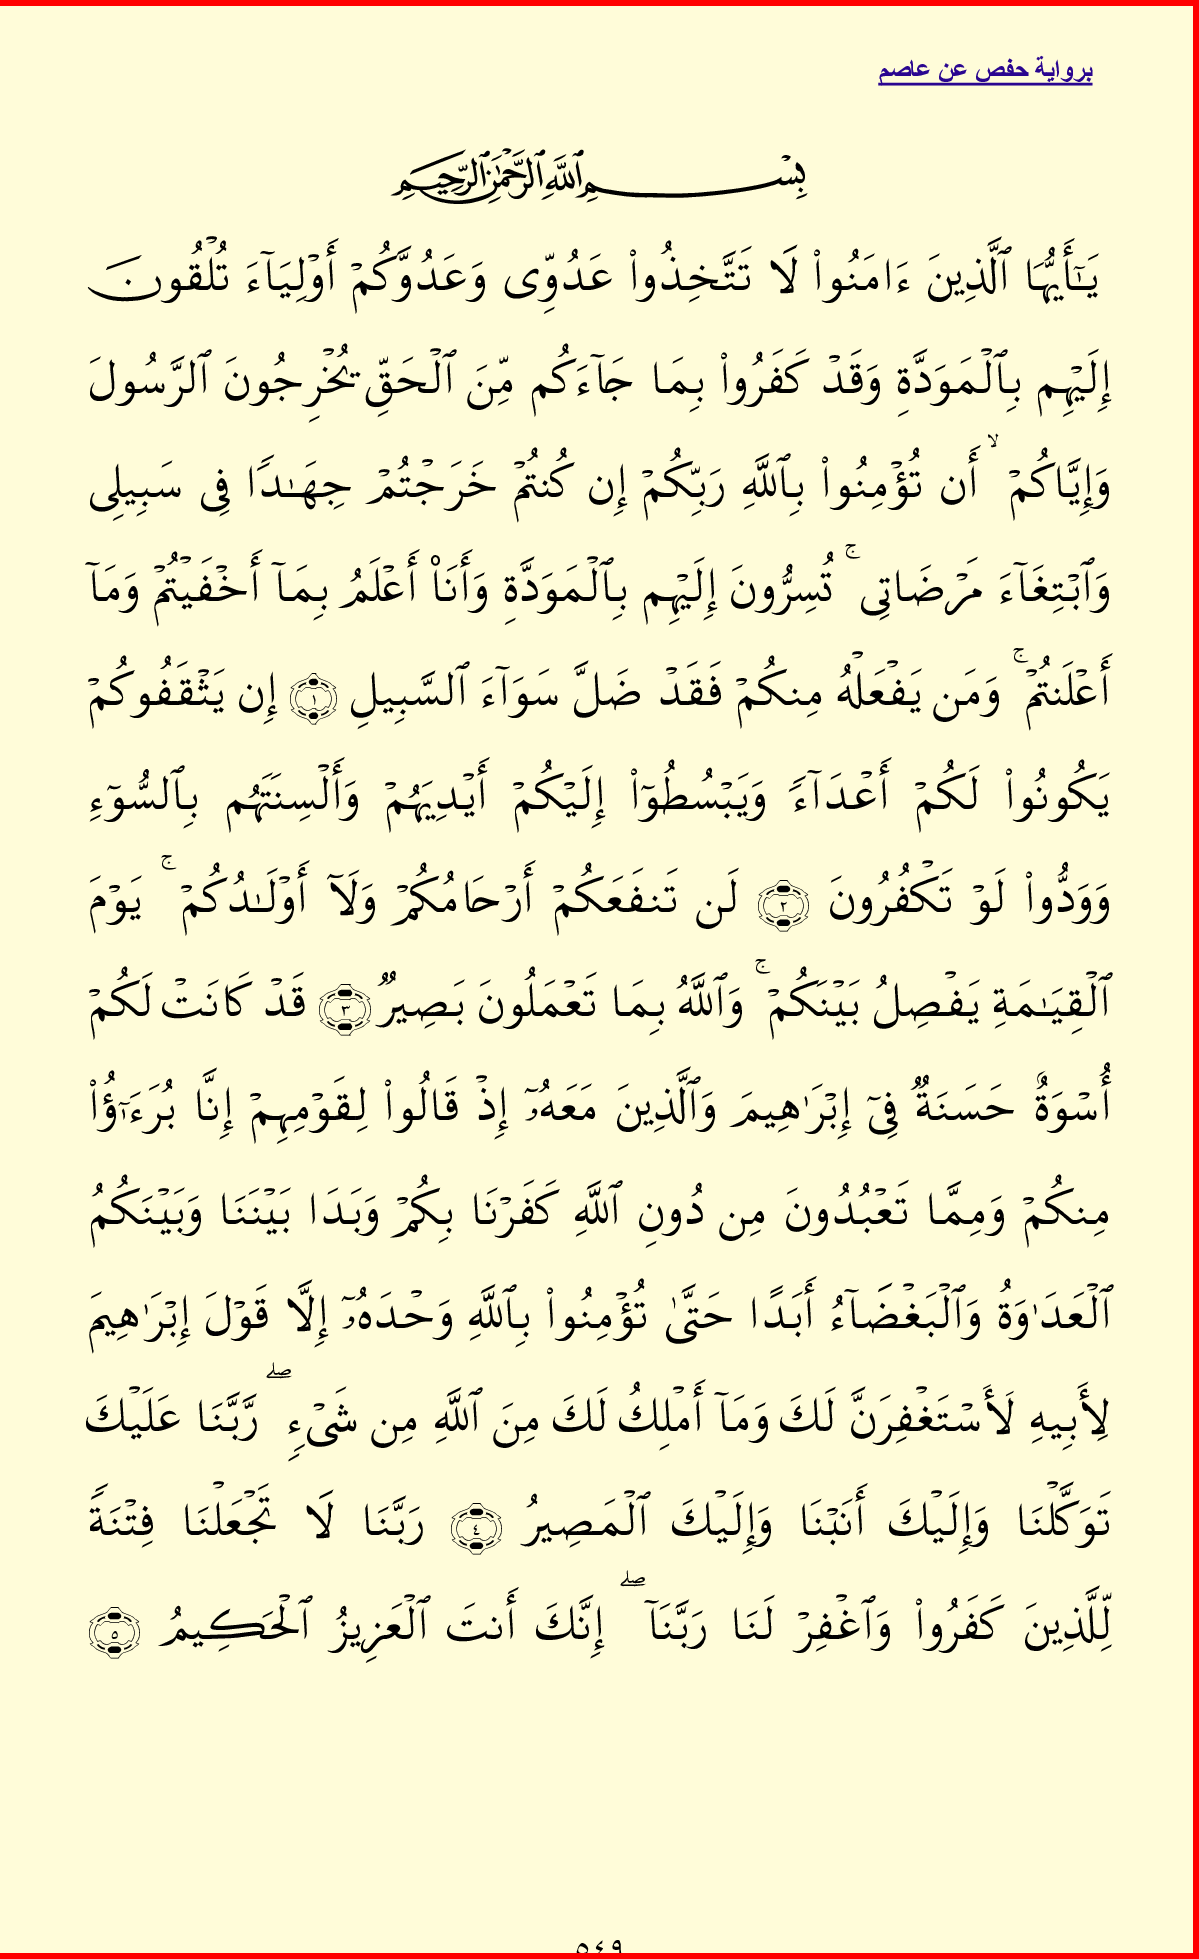 برواية حفص عن عاصم
بِسْمِ ٱللَّهِ ٱلرَّحْمَٰنِ ٱلرَّحِيمِ
يَٰٓأَيُّهَا ٱلَّذِينَ ءَامَنُوا۟ لَا تَتَّخِذُوا۟ عَدُوِّى وَعَدُوَّكُمْ أَوْلِيَآءَ تُلْقُونَ
إِلَيْهِم بِٱلْمَوَدَّةِ وَقَدْ كَفَرُوا۟ بِمَا جَآءَكُم مِّنَ ٱلْحَقِّ يُخْرِجُونَ ٱلرَّسُولَ
وَإِيَّاكُمْ ۙ أَن تُؤْمِنُوا۟ بِٱللَّهِ رَبِّكُمْ إِن كُنتُمْ خَرَجْتُمْ جِهَٰدًا فِى سَبِيلِى
وَٱبْتِغَآءَ مَرْضَاتِى ۚ تُسِرُّونَ إِلَيْهِم بِٱلْمَوَدَّةِ وَأَنَا۠ أَعْلَمُ بِمَآ أَخْفَيْتُمْ وَمَآ
أَعْلَنتُمْ ۚ وَمَن يَفْعَلْهُ مِنكُمْ فَقَدْ ضَلَّ سَوَآءَ ٱلسَّبِيلِ ١ إِن يَثْقَفُوكُمْ
يَكُونُوا۟ لَكُمْ أَعْدَآءً وَيَبْسُطُوٓا۟ إِلَيْكُمْ أَيْدِيَهُمْ وَأَلْسِنَتَهُم بِٱلسُّوٓءِ
وَوَدُّوا۟ لَوْ تَكْفُرُونَ ٢ لَن تَنفَعَكُمْ أَرْحَامُكُمْ وَلَآ أَوْلَٰدُكُمْ ۚ يَوْمَ
ٱلْقِيَٰمَةِ يَفْصِلُ بَيْنَكُمْ ۚ وَٱللَّهُ بِمَا تَعْمَلُونَ بَصِيرٌ ٣ قَدْ كَانَتْ لَكُمْ
أُسْوَةٌ حَسَنَةٌ فِىٓ إِبْرَٰهِيمَ وَٱلَّذِينَ مَعَهُۥٓ إِذْ قَالُوا۟ لِقَوْمِهِمْ إِنَّا بُرَءَٰٓؤُا۟
مِنكُمْ وَمِمَّا تَعْبُدُونَ مِن دُونِ ٱللَّهِ كَفَرْنَا بِكُمْ وَبَدَا بَيْنَنَا وَبَيْنَكُمُ
ٱلْعَدَٰوَةُ وَٱلْبَغْضَآءُ أَبَدًا حَتَّىٰ تُؤْمِنُوا۟ بِٱللَّهِ وَحْدَهُۥٓ إِلَّا قَوْلَ إِبْرَٰهِيمَ
لِأَبِيهِ لَأَسْتَغْفِرَنَّ لَكَ وَمَآ أَمْلِكُ لَكَ مِنَ ٱللَّهِ مِن شَىْءٍ ۖ رَّبَّنَا عَلَيْكَ
تَوَكَّلْنَا وَإِلَيْكَ أَنَبْنَا وَإِلَيْكَ ٱلْمَصِيرُ ٤ رَبَّنَا لَا تَجْعَلْنَا فِتْنَةً
لِّلَّذِينَ كَفَرُوا۟ وَٱغْفِرْ لَنَا رَبَّنَآ ۖ إِنَّكَ أَنتَ ٱلْعَزِيزُ ٱلْحَكِيمُ ٥
٥٤٩